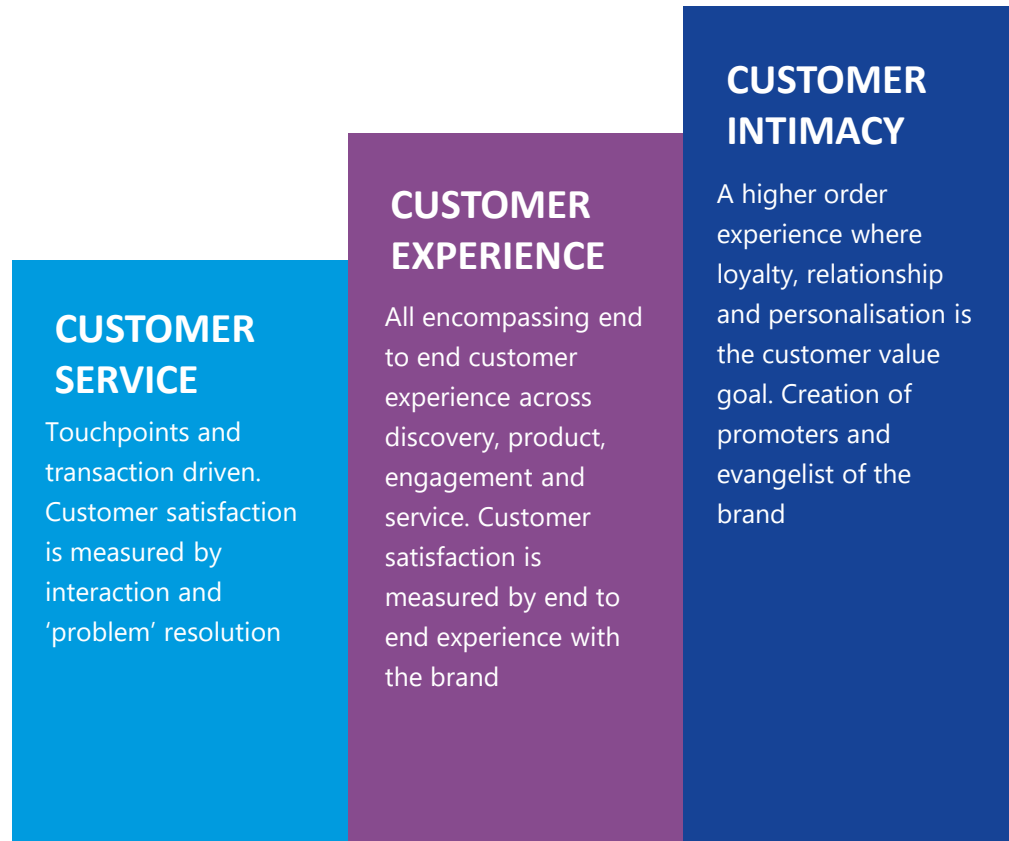 CUSTOMER
SERVICE
Touchpoints and
transaction driven.
Customer satisfaction
is measured by
interaction and
‘problem’ resolution
CUSTOMER
EXPERIENCE
All encompassing end
to end customer
experience across
discovery, product,
engagement and
service. Customer
satisfaction is
measured by end to
end experience with
the brand
CUSTOMER
INTIMACY
A higher order
experience where
loyalty, relationship
and personalisation is
the customer value
goal. Creation of
promoters and
evangelist of the
brand